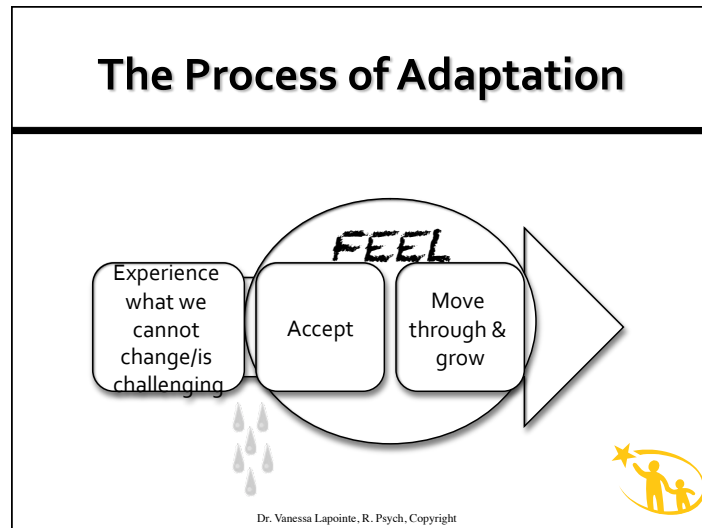 The Process of Adaptation
FEEL
Experience
what we
cannot
change/is
challenging
Accept
Move
through &
grow
Dr. Vanessa Lapointe, R. Psych, Copyright